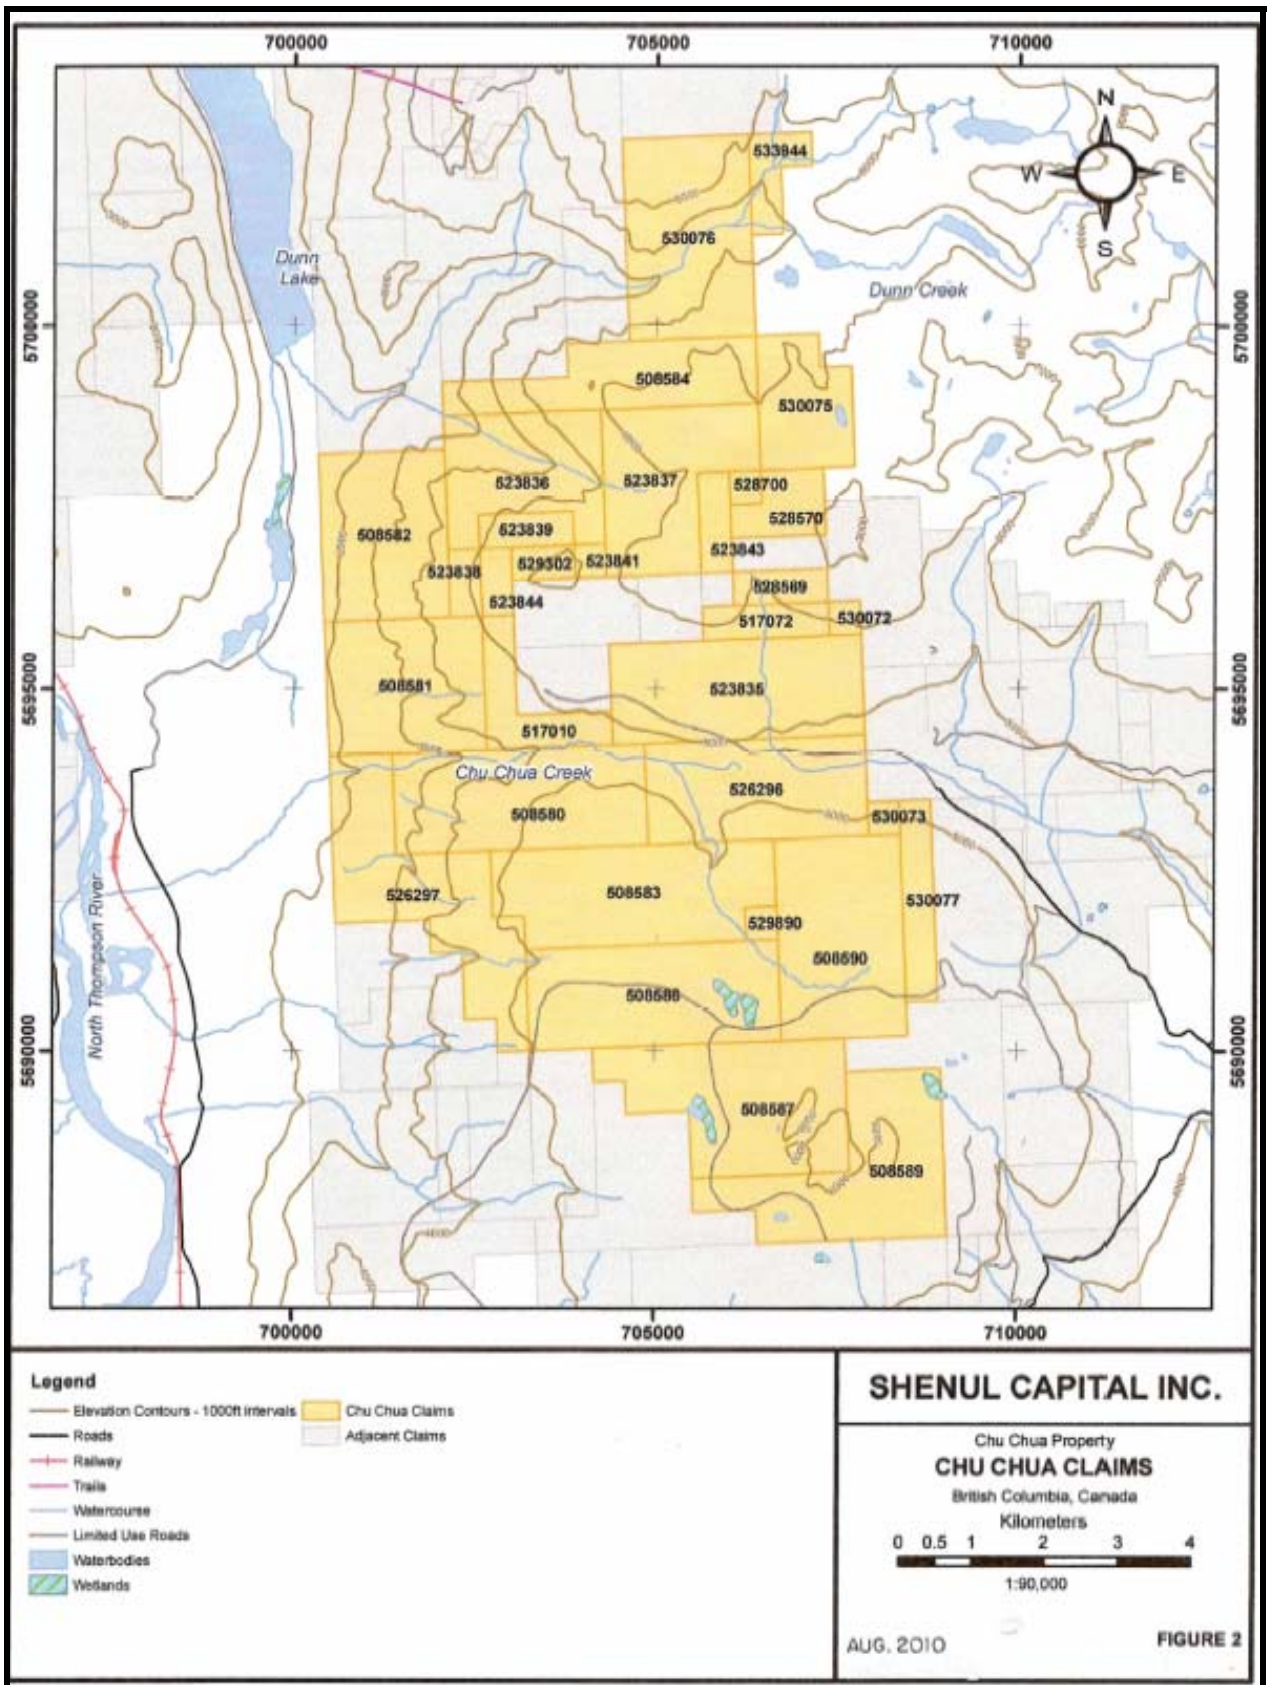 700000 705000 710000
N
W E
S
533944
530076
Dunn
Lake
Dunn Creek
5700000 5700000
508584
530075
523836 523837 528700
528570
508582 523839
523843
529302 523841
523838
528569
523844
517072 530072
5695000 5695000
508581 523835
517010
Chu Chua Creek
526296
508580 530073
526297 508583 530077
529890
508590
North Thompson River
508588
5690000 5690000
508587
508589
700000 705000 710000
Legend
Elevation Contours - 1000ft intervals
Roads
Railway
Trails
Watercourse
Limited Use Roads
Waterbodies
Wetlands
Chu Chua Claims
Adjacent Claims
SHENUL CAPITAL INC.
Chu Chua Property
CHU CHUA CLAIMS
British Columbia, Canada
Kilometers
0 0.5 1 2 3 4
1:90,000
AUG. 2010
FIGURE 2